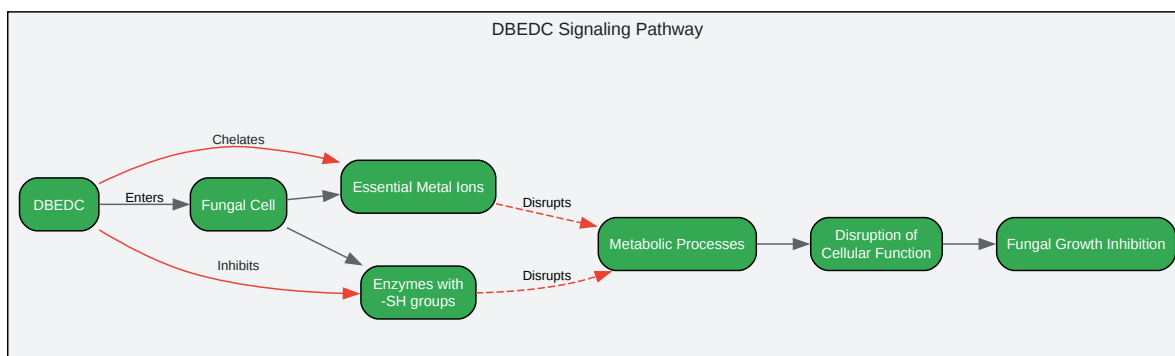 DBEDC Signaling Pathway
Chelates
DBEDC
Enters
Fungal Cell
Essential Metal Ions
Inhibits
Enzymes with
-SH groups
Disrupts
Disrupts
Metabolic Processes
Disruption of
Cellular Function
Fungal Growth Inhibition